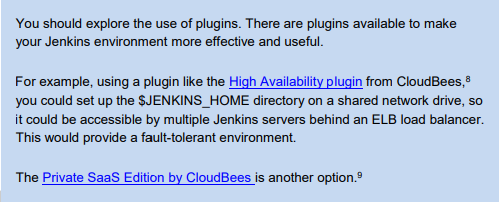 You should explore the use of plugins. There are plugins available to make
your Jenkins environment more effective and useful.
For example, using a plugin like the High Availability plugin from CloudBees,⁸
you could set up the $JENKINS_HOME directory on a shared network drive, so
it could be accessible by multiple Jenkins servers behind an ELB load balancer.
This would provide a fault-tolerant environment.
The Private SaaS Edition by CloudBees is another option.⁹